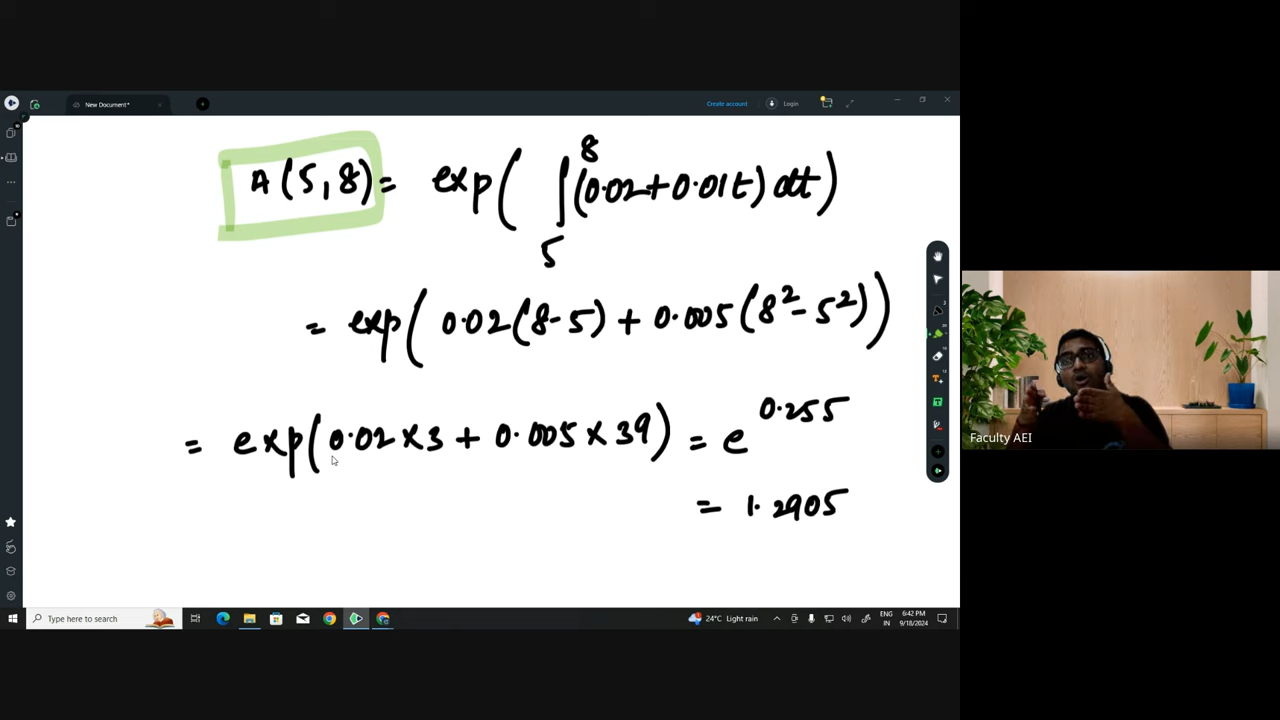 New Document*
Create account
Login
A(5,8) = exp( ∫₅⁸ (0.02+0.01t) dt )
= exp( 0.02(8-5) + 0.005(8²-5²) )
= exp(0.02×3 + 0.005×39) = e^0.255
= 1.2905
Faculty AEI
Type here to search
24°C Light rain
ENG
IN
6:42 PM
9/18/2024